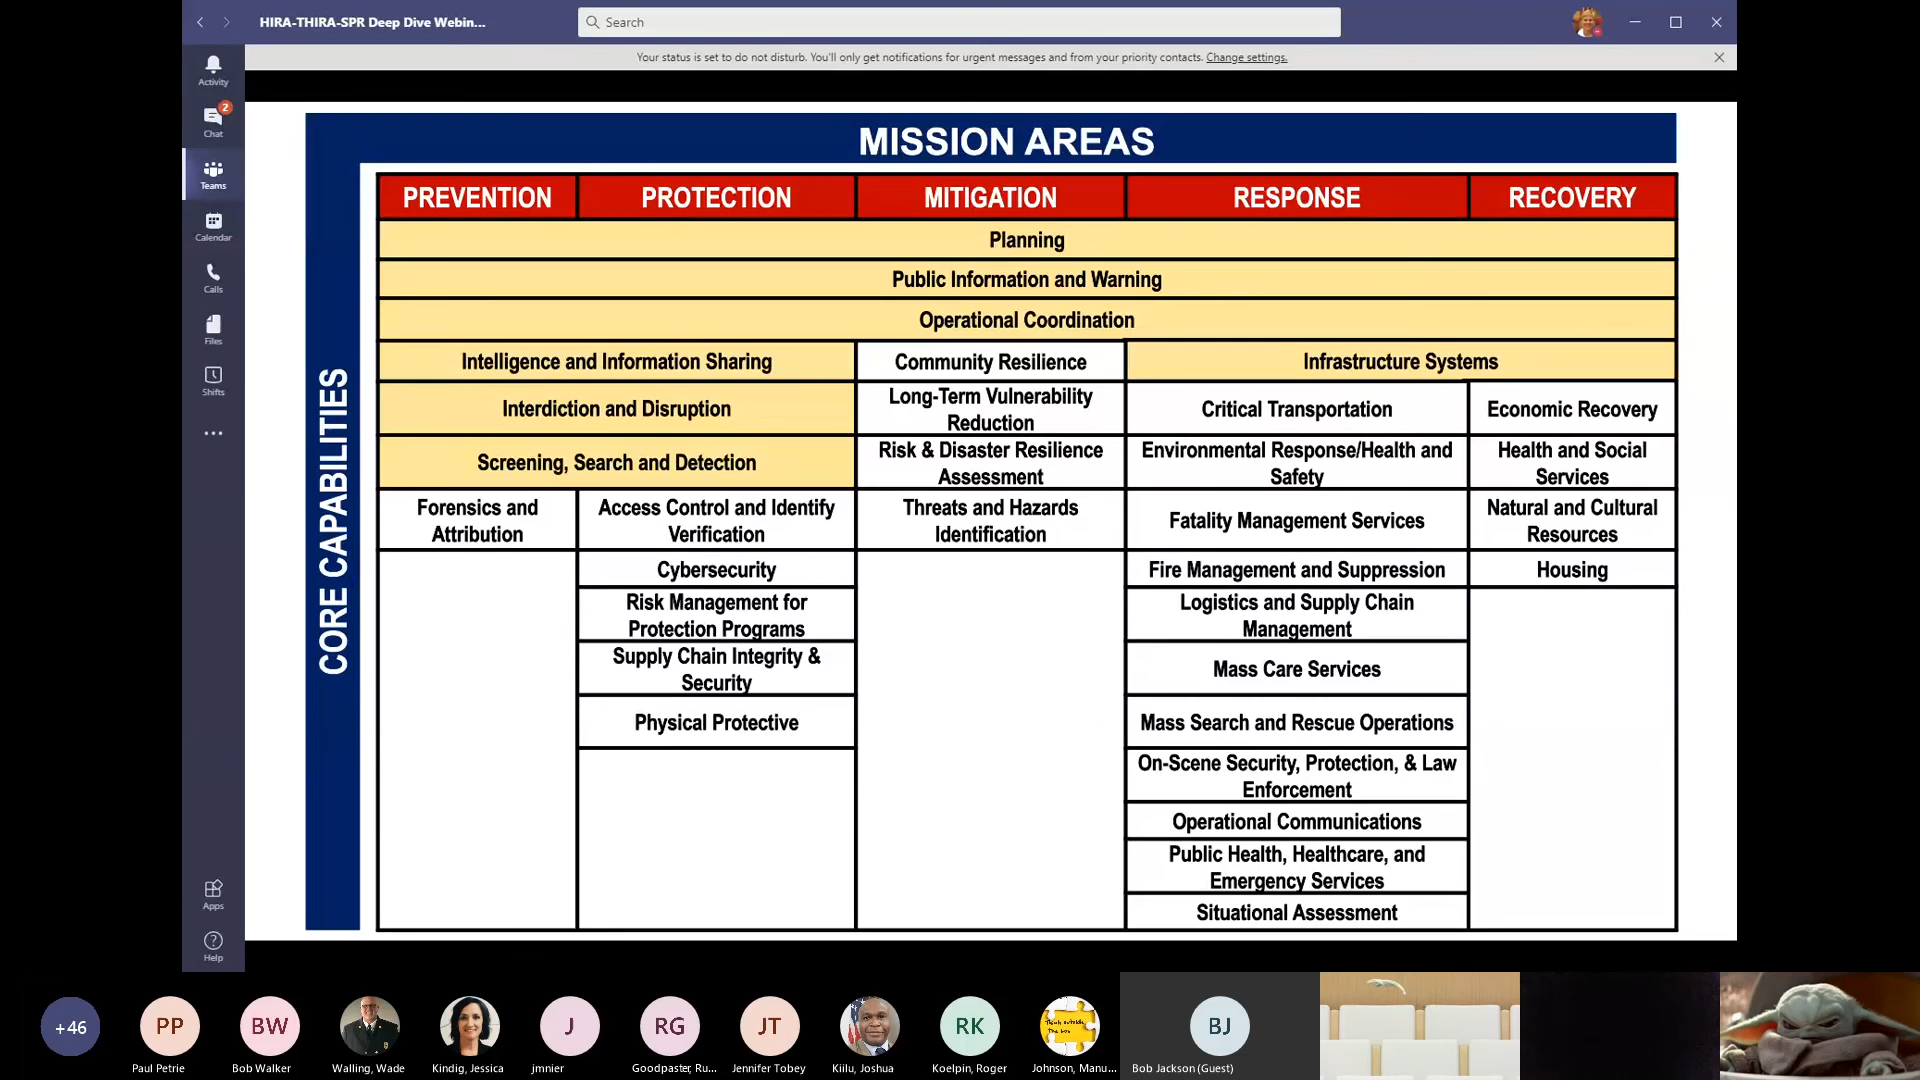 HIRA-THIRA-SPR Deep Dive Webin...
Search
Your status is set to do not disturb. You'll only get notifications for urgent messages and from your priority contacts. Change settings.
Activity
2
Chat
Teams
Calendar
Calls
Files
Shifts
Apps
Help
MISSION AREAS
CORE CAPABILITIES
PREVENTION PROTECTION MITIGATION RESPONSE RECOVERY
Planning
Public Information and Warning
Operational Coordination
Intelligence and Information Sharing
Community Resilience
Infrastructure Systems
Interdiction and Disruption
Long-Term Vulnerability
Reduction
Critical Transportation
Economic Recovery
Screening, Search and Detection
Risk & Disaster Resilience
Assessment
Environmental Response/Health and
Safety
Health and Social
Services
Forensics and
Attribution
Access Control and Identify
Verification
Threats and Hazards
Identification
Fatality Management Services
Natural and Cultural
Resources
Cybersecurity
Fire Management and Suppression
Housing
Risk Management for
Protection Programs
Logistics and Supply Chain
Management
Supply Chain Integrity &
Security
Mass Care Services
Physical Protective
Mass Search and Rescue Operations
On-Scene Security, Protection, & Law
Enforcement
Operational Communications
Public Health, Healthcare, and
Emergency Services
Situational Assessment
+46
PP
Paul Petrie
BW
Bob Walker
Walling, Wade
Kindig, Jessica
J
jmnier
RG
Goodpaster, Ru...
JT
Jennifer Tobey
Kiilu, Joshua
RK
Koelpin, Roger
Think outside
The box
Johnson, Manu...
BJ
Bob Jackson (Guest)